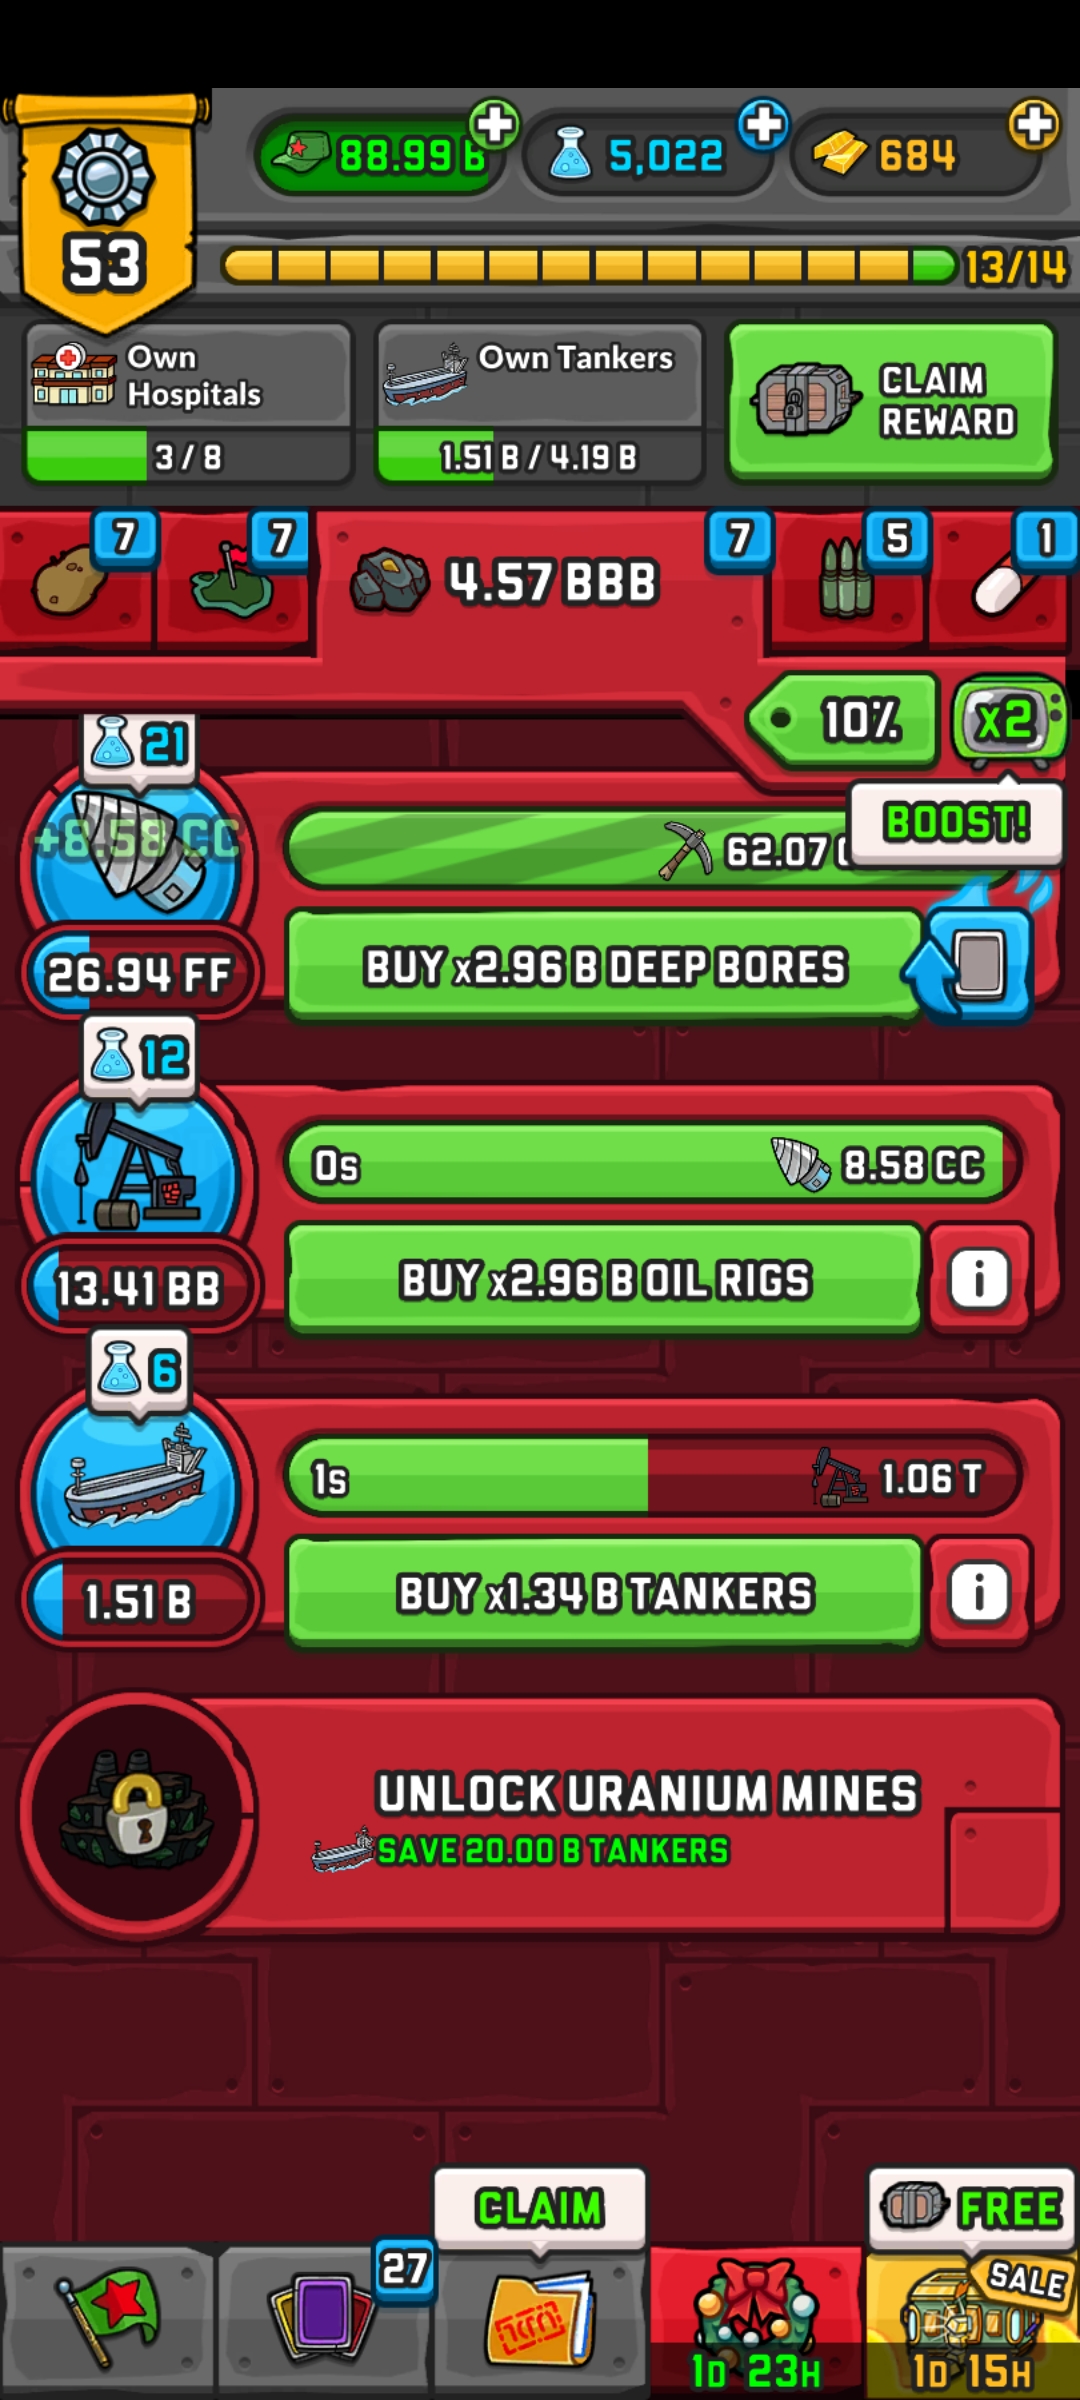 53
88.99 B
5,022
684
13/14
Own
Hospitals
3 / 8
Own Tankers
1.51 B / 4.19 B
CLAIM
REWARD
7
7
4.57 BBB
7
5
1
10%
x2
BOOST!
21
+8.58 CC
62.07
26.94 FF
BUY x2.96 B DEEP BORES
12
0s
8.58 CC
13.41 BB
BUY x2.96 B OIL RIGS
i
6
1s
1.06 T
1.51 B
BUY x1.34 B TANKERS
i
UNLOCK URANIUM MINES
SAVE 20.00 B TANKERS
CLAIM
FREE
27
SALE
1D 23H
1D 15H